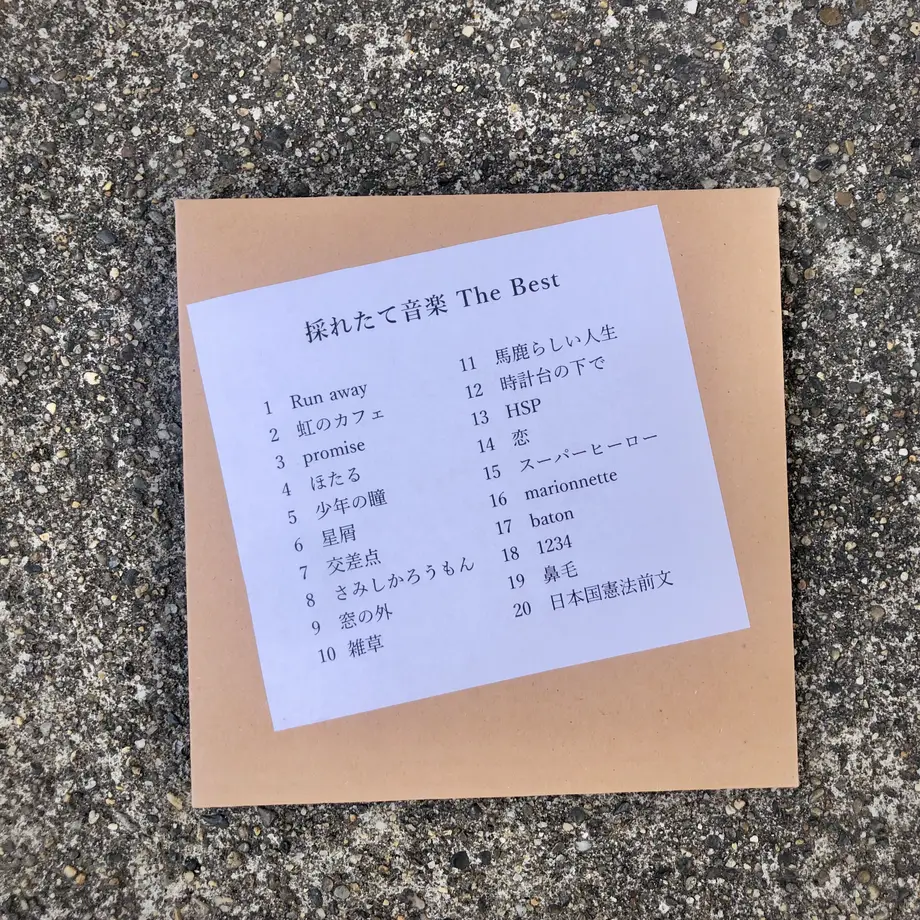 採れたて音楽 The Best
1 Run away
2 虹のカフェ
3 promise
4 ほたる
5 少年の瞳
6 星屑
7 交差点
8 さみしかろうもん
9 窓の外
10 雑草
11 馬鹿らしい人生
12 時計台の下で
13 HSP
14 恋
15 スーパーヒーロー
16 marionnette
17 baton
18 1234
19 鼻毛
20 日本国憲法前文